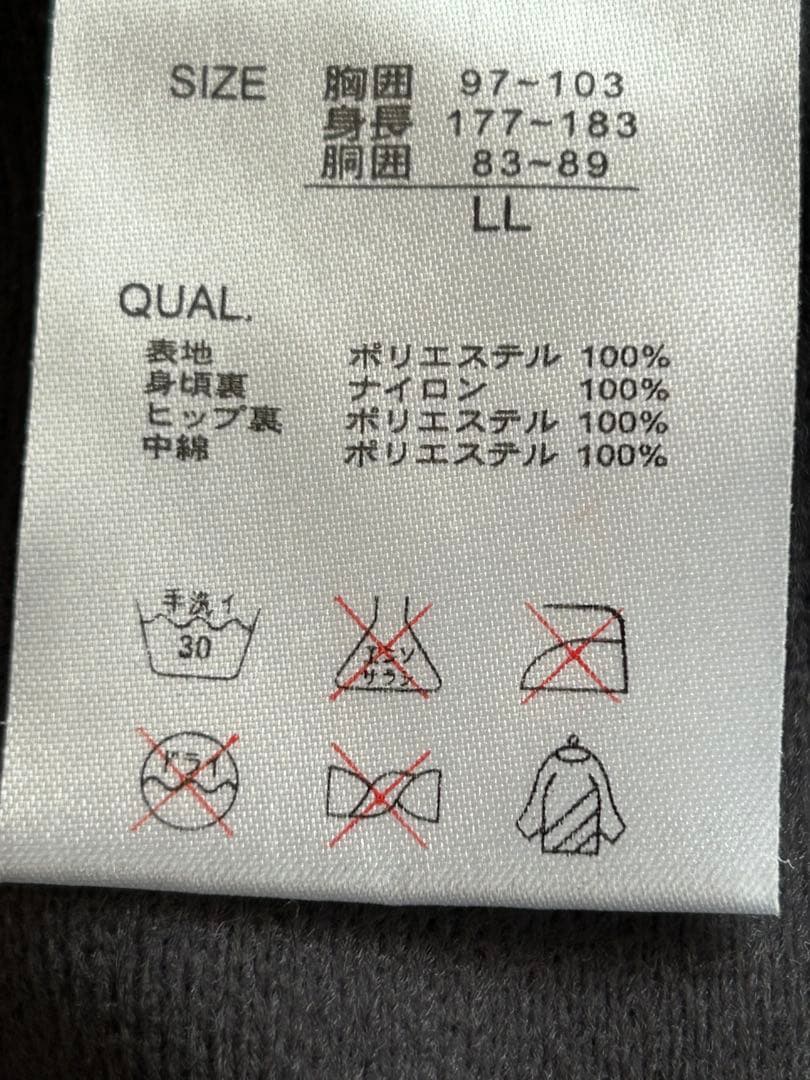 SIZE 胸囲 97~103
身長 177~183
胴囲 83~89
LL
QUAL.
表地 ポリエステル 100%
身頃裏 ナイロン 100%
ヒップ裏 ポリエステル 100%
中綿 ポリエステル 100%
手洗イ
30
エンソ
サラシ
ドライ